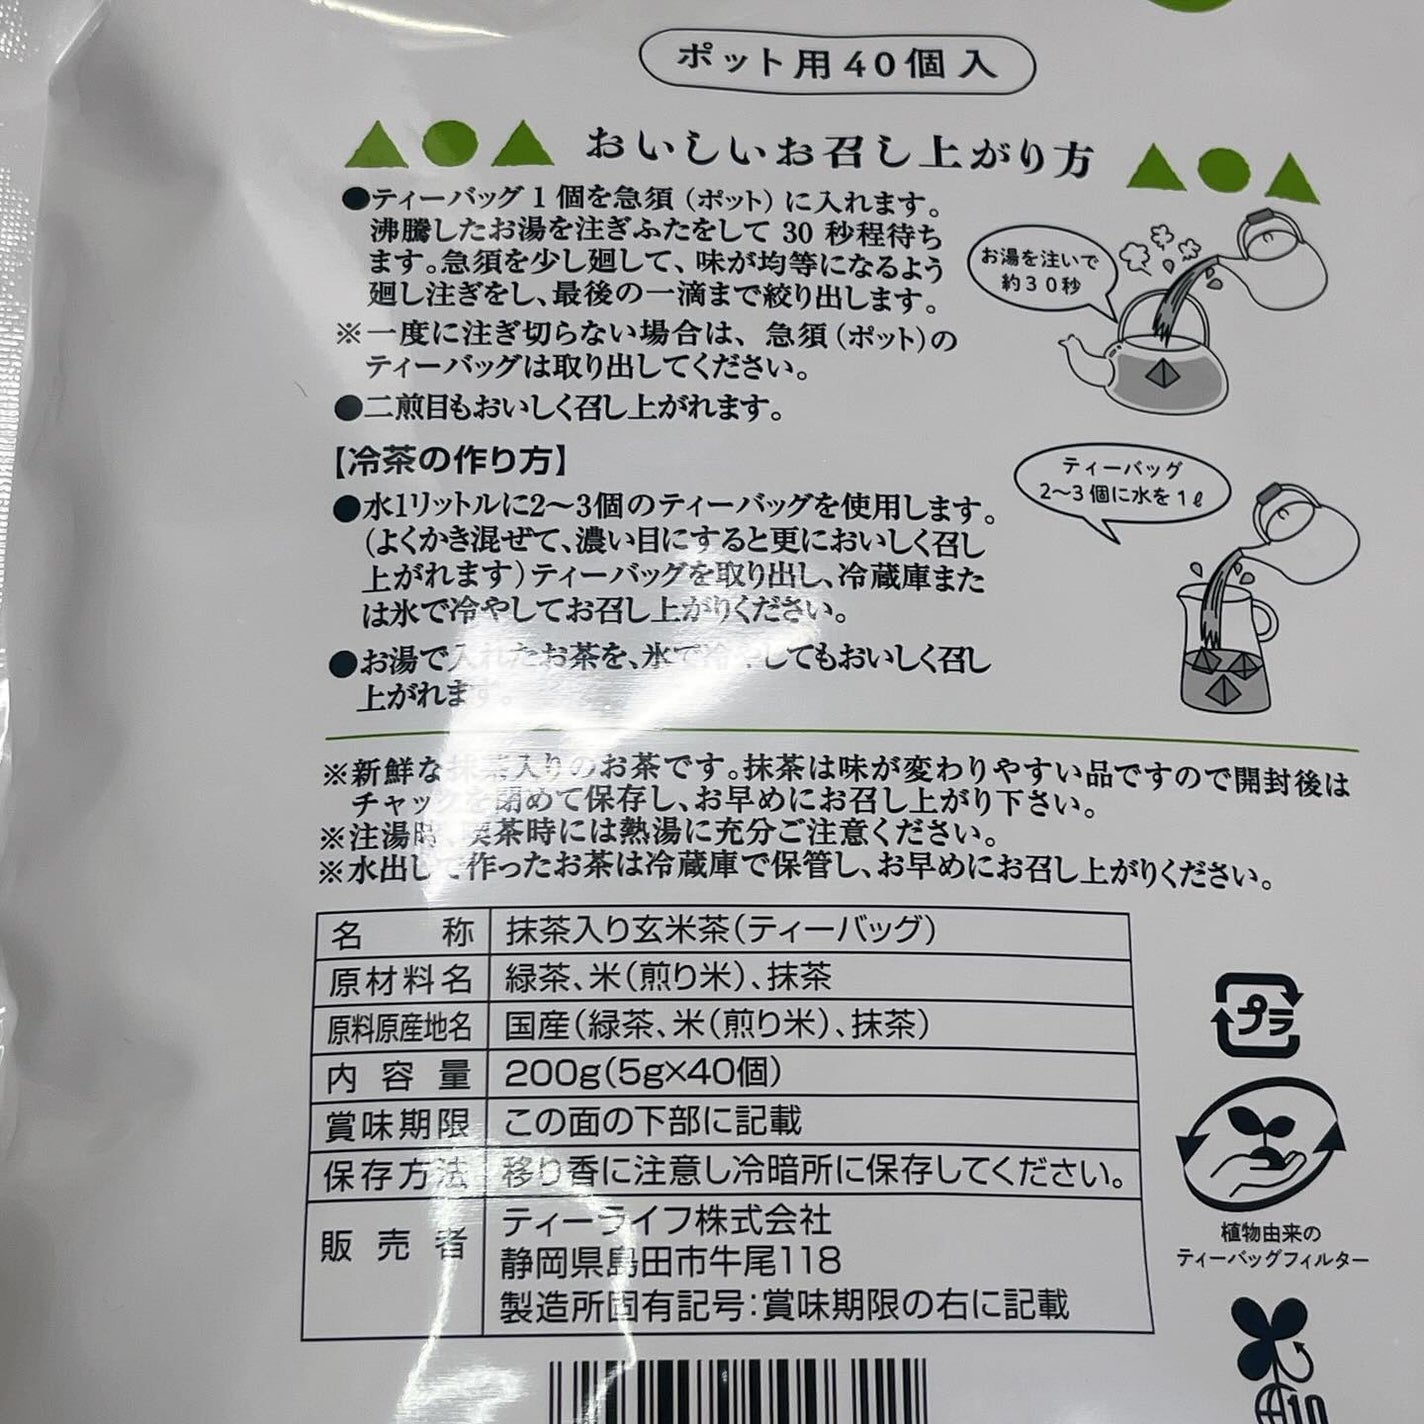 ポット用40個入
おいしいお召し上がり方
●ティーバッグ1個を急須(ポット)に入れます。
沸騰したお湯を注ぎふたをして30秒程待ち
ます。急須を少し廻して、味が均等になるよう
廻し注ぎをし、最後の一滴まで絞り出します。
※一度に注ぎ切らない場合は、急須(ポット)の
ティーバッグは取り出してください。
●二煎目もおいしく召し上がれます。
お湯を注いで
約30秒
【冷茶の作り方】
●水1リットルに2〜3個のティーバッグを使用します。
(よくかき混ぜて、濃い目にすると更においしく召し
上がれます)ティーバッグを取り出し、冷蔵庫また
は氷で冷やしてお召し上がりください。
●お湯で入れたお茶を、氷で冷やしてもおいしく召し
上がれます。
ティーバッグ
2〜3個に水を1ℓ
※新鮮な抹茶入りのお茶です。抹茶は味が変わりやすい品ですので開封後は
チャックを閉めて保存し、お早めにお召し上がり下さい。
※注湯時、喫茶時には熱湯に充分ご注意ください。
※水出しで作ったお茶は冷蔵庫で保管し、お早めにお召し上がりください。
名称 抹茶入り玄米茶(ティーバッグ)
原材料名 緑茶、米(煎り米)、抹茶
原料原産地名 国産(緑茶、米(煎り米)、抹茶)
内容量 200g(5g×40個)
賞味期限 この面の下部に記載
保存方法 移り香に注意し冷暗所に保存してください。
販売者 ティーライフ株式会社
静岡県島田市牛尾118
製造所固有記号:賞味期限の右に記載
プラ
植物由来の
ティーバッグフィルター
10